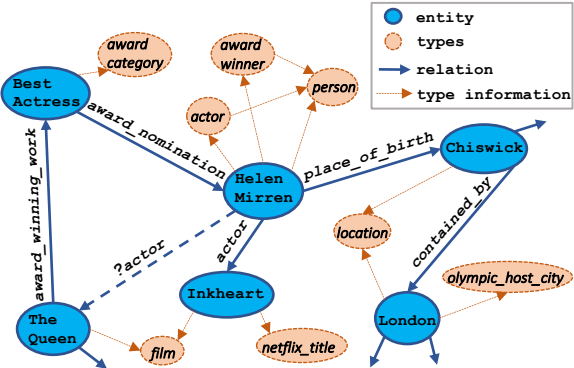 award
category
award
winner
person
actor
entity
types
relation
type information
Best
Actress
award_nomination
place_of_birth
Chiswick
Helen
Mirren
award_winning_work
?actor
actor
location
contained_by
olympic_host_city
Inkheart
London
The
Queen
film
netflix_title